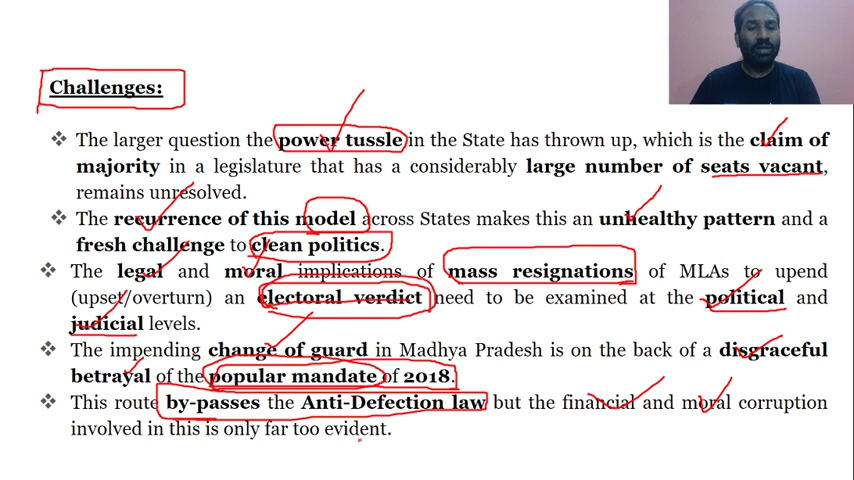 Challenges:
❖ The larger question the power tussle in the State has thrown up, which is the claim of
majority in a legislature that has a considerably large number of seats vacant,
remains unresolved.
❖ The recurrence of this model across States makes this an unhealthy pattern and a
fresh challenge to clean politics.
❖ The legal and moral implications of mass resignations of MLAs to upend
(upset/overturn) an electoral verdict need to be examined at the political and
judicial levels.
❖ The impending change of guard in Madhya Pradesh is on the back of a disgraceful
betrayal of the popular mandate of 2018.
❖ This route by-passes the Anti-Defection law but the financial and moral corruption
involved in this is only far too evident.